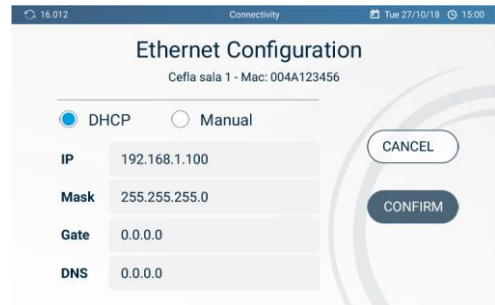 16.012 Connectivity Tue 27/10/18 15:00
Ethernet Configuration
Cefla sala 1 - Mac: 004A123456
DHCP Manual
IP 192.168.1.100
Mask 255.255.255.0
Gate 0.0.0.0
DNS 0.0.0.0
CANCEL
CONFIRM